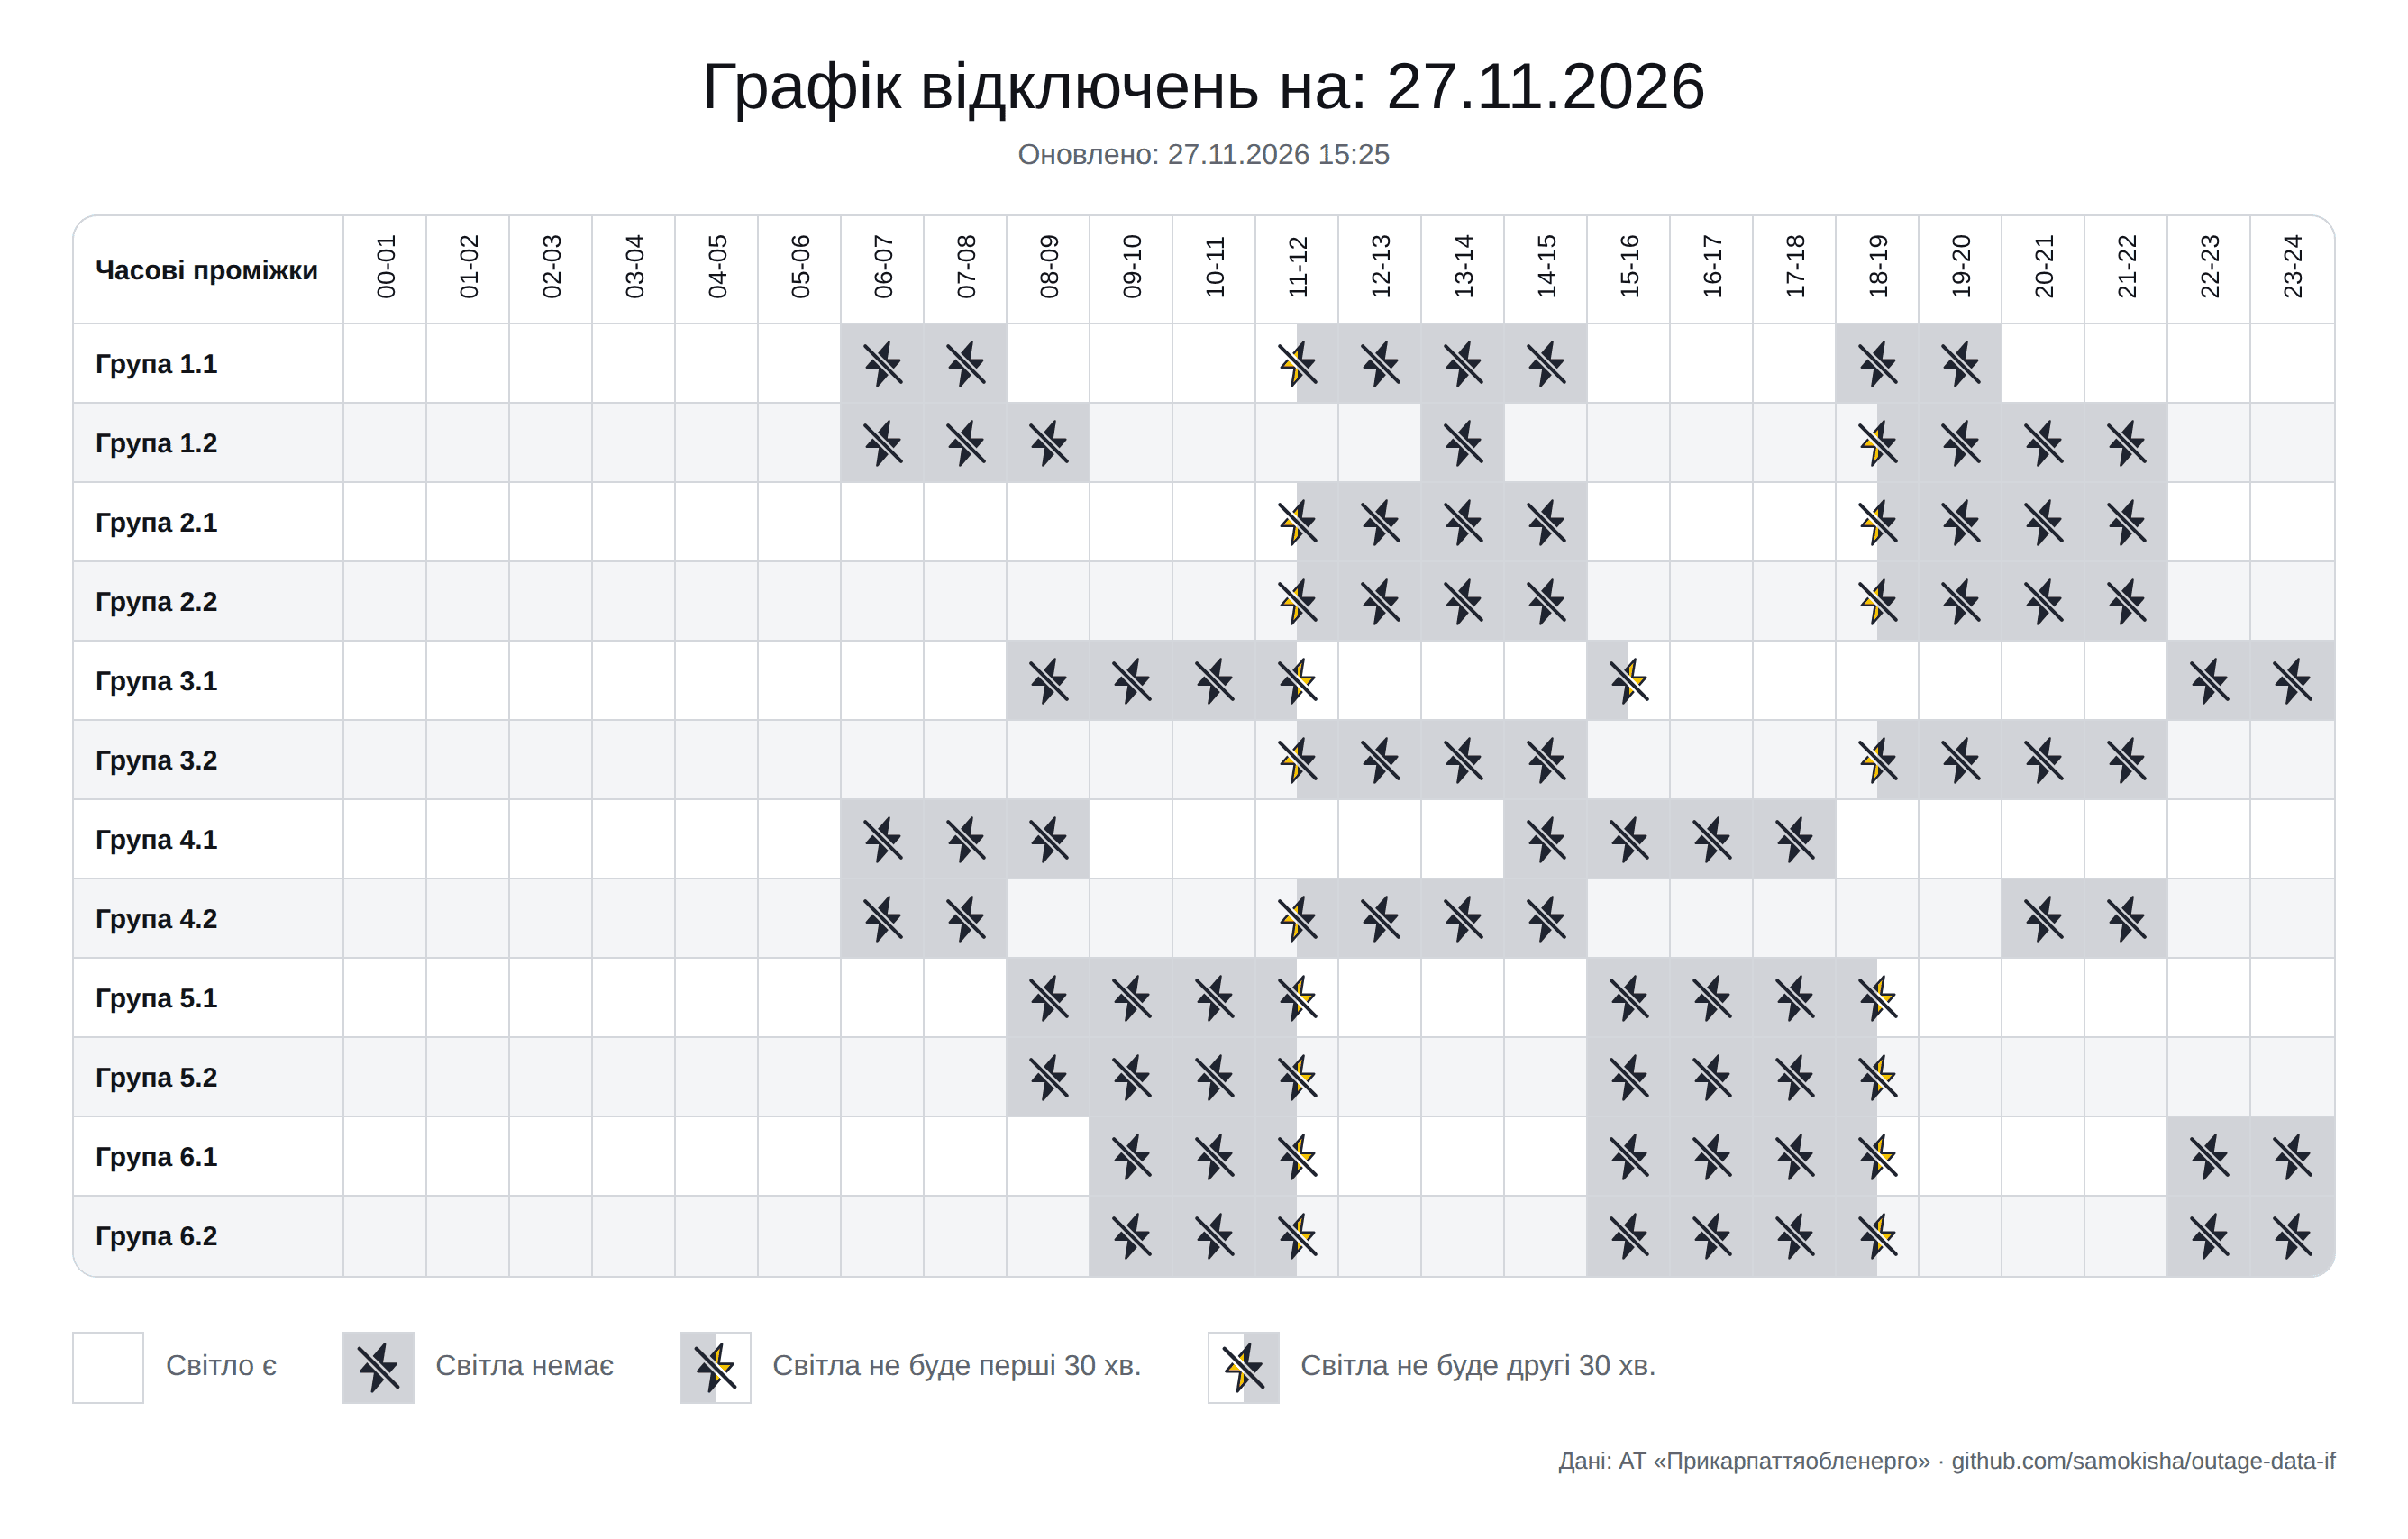 Графік відключень на: 27.11.2026
Оновлено: 27.11.2026 15:25
Часові проміжки 00-01 01-02 02-03 03-04 04-05 05-06 06-07 07-08 08-09 09-10 10-11 11-12 12-13 13-14 14-15 15-16 16-17 17-18 18-19 19-20 20-21 21-22 22-23 23-24
Група 1.1
Група 1.2
Група 2.1
Група 2.2
Група 3.1
Група 3.2
Група 4.1
Група 4.2
Група 5.1
Група 5.2
Група 6.1
Група 6.2
Світло є Світла немає Світла не буде перші 30 хв. Світла не буде другі 30 хв.
Дані: АТ «Прикарпаттяобленерго» · github.com/samokisha/outage-data-if